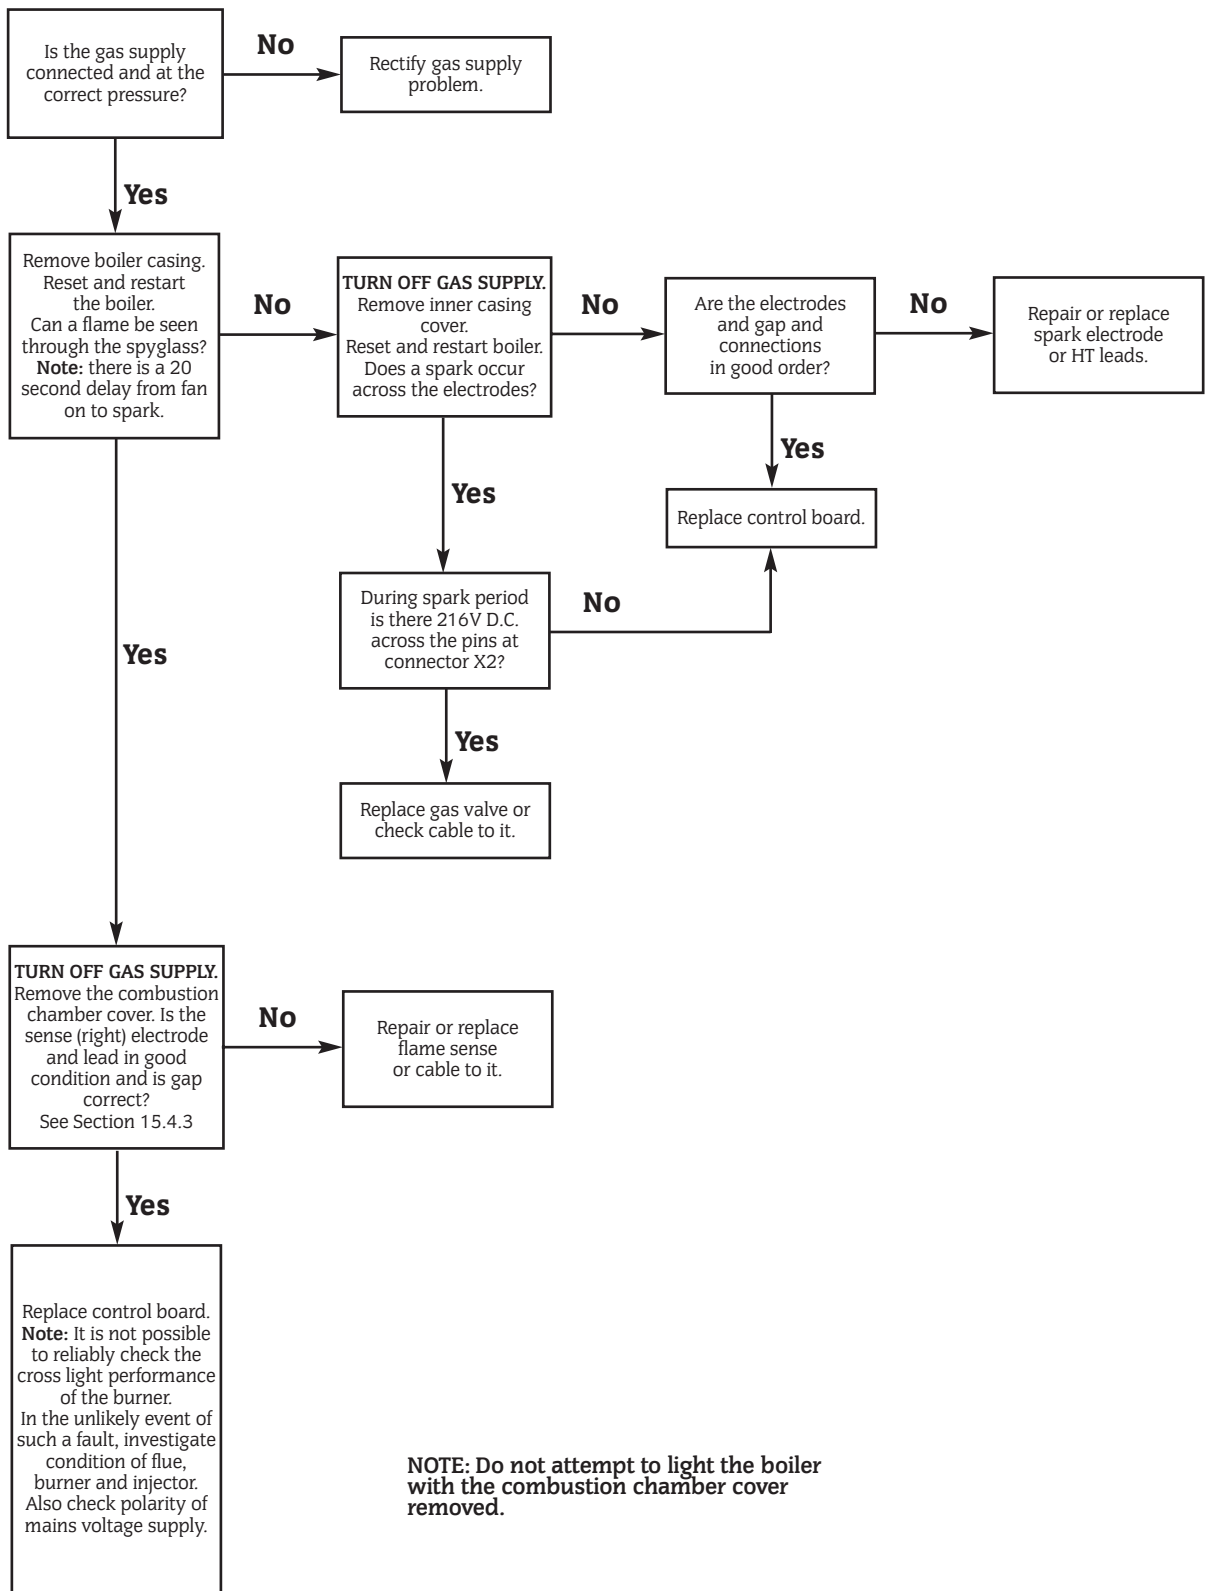 Is the gas supply
connected and at the
correct pressure?
No
Rectify gas supply
problem.
Yes
Remove boiler casing.
Reset and restart
the boiler.
Can a flame be seen
through the spyglass?
Note: there is a 20
second delay from fan
on to spark.
No
TURN OFF GAS SUPPLY.
Remove inner casing
cover.
Reset and restart boiler.
Does a spark occur
across the electrodes?
No
Are the electrodes
and gap and
connections
in good order?
No
Repair or replace
spark electrode
or HT leads.
Yes
Replace control board.
Yes
During spark period
is there 216V D.C.
across the pins at
connector X2?
No
Yes
Replace gas valve or
check cable to it.
Yes
TURN OFF GAS SUPPLY.
Remove the combustion
chamber cover. Is the
sense (right) electrode
and lead in good
condition and is gap
correct?
See Section 15.4.3
No
Repair or replace
flame sense
or cable to it.
Yes
Replace control board.
Note: It is not possible
to reliably check the
cross light performance
of the burner.
In the unlikely event of
such a fault, investigate
condition of flue,
burner and injector.
Also check polarity of
mains voltage supply.
NOTE: Do not attempt to light the boiler
with the combustion chamber cover
removed.